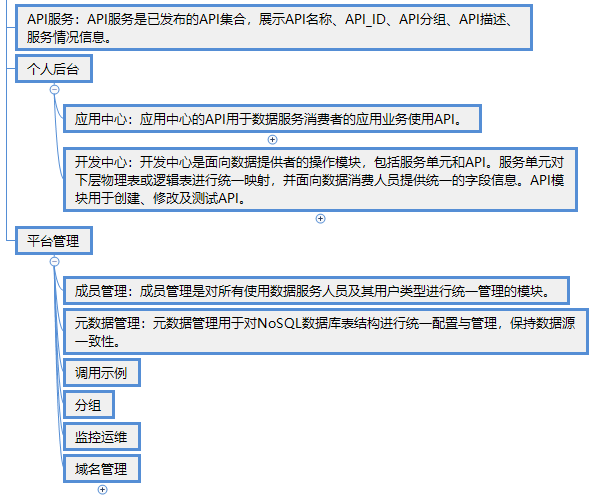 API服务：API服务是已发布的API集合，展示API名称、API_ID、API分组、API描述、
服务情况信息。
个人后台
应用中心：应用中心的API用于数据服务消费者的应用业务使用API。
开发中心：开发中心是面向数据提供者的操作模块，包括服务单元和API。服务单元对
下层物理表或逻辑表进行统一映射，并面向数据消费人员提供统一的字段信息。API模
块用于创建、修改及测试API。
平台管理
成员管理：成员管理是对所有使用数据服务人员及其用户类型进行统一管理的模块。
元数据管理：元数据管理用于对NoSQL数据库表结构进行统一配置与管理，保持数据源
一致性。
调用示例
分组
监控运维
域名管理